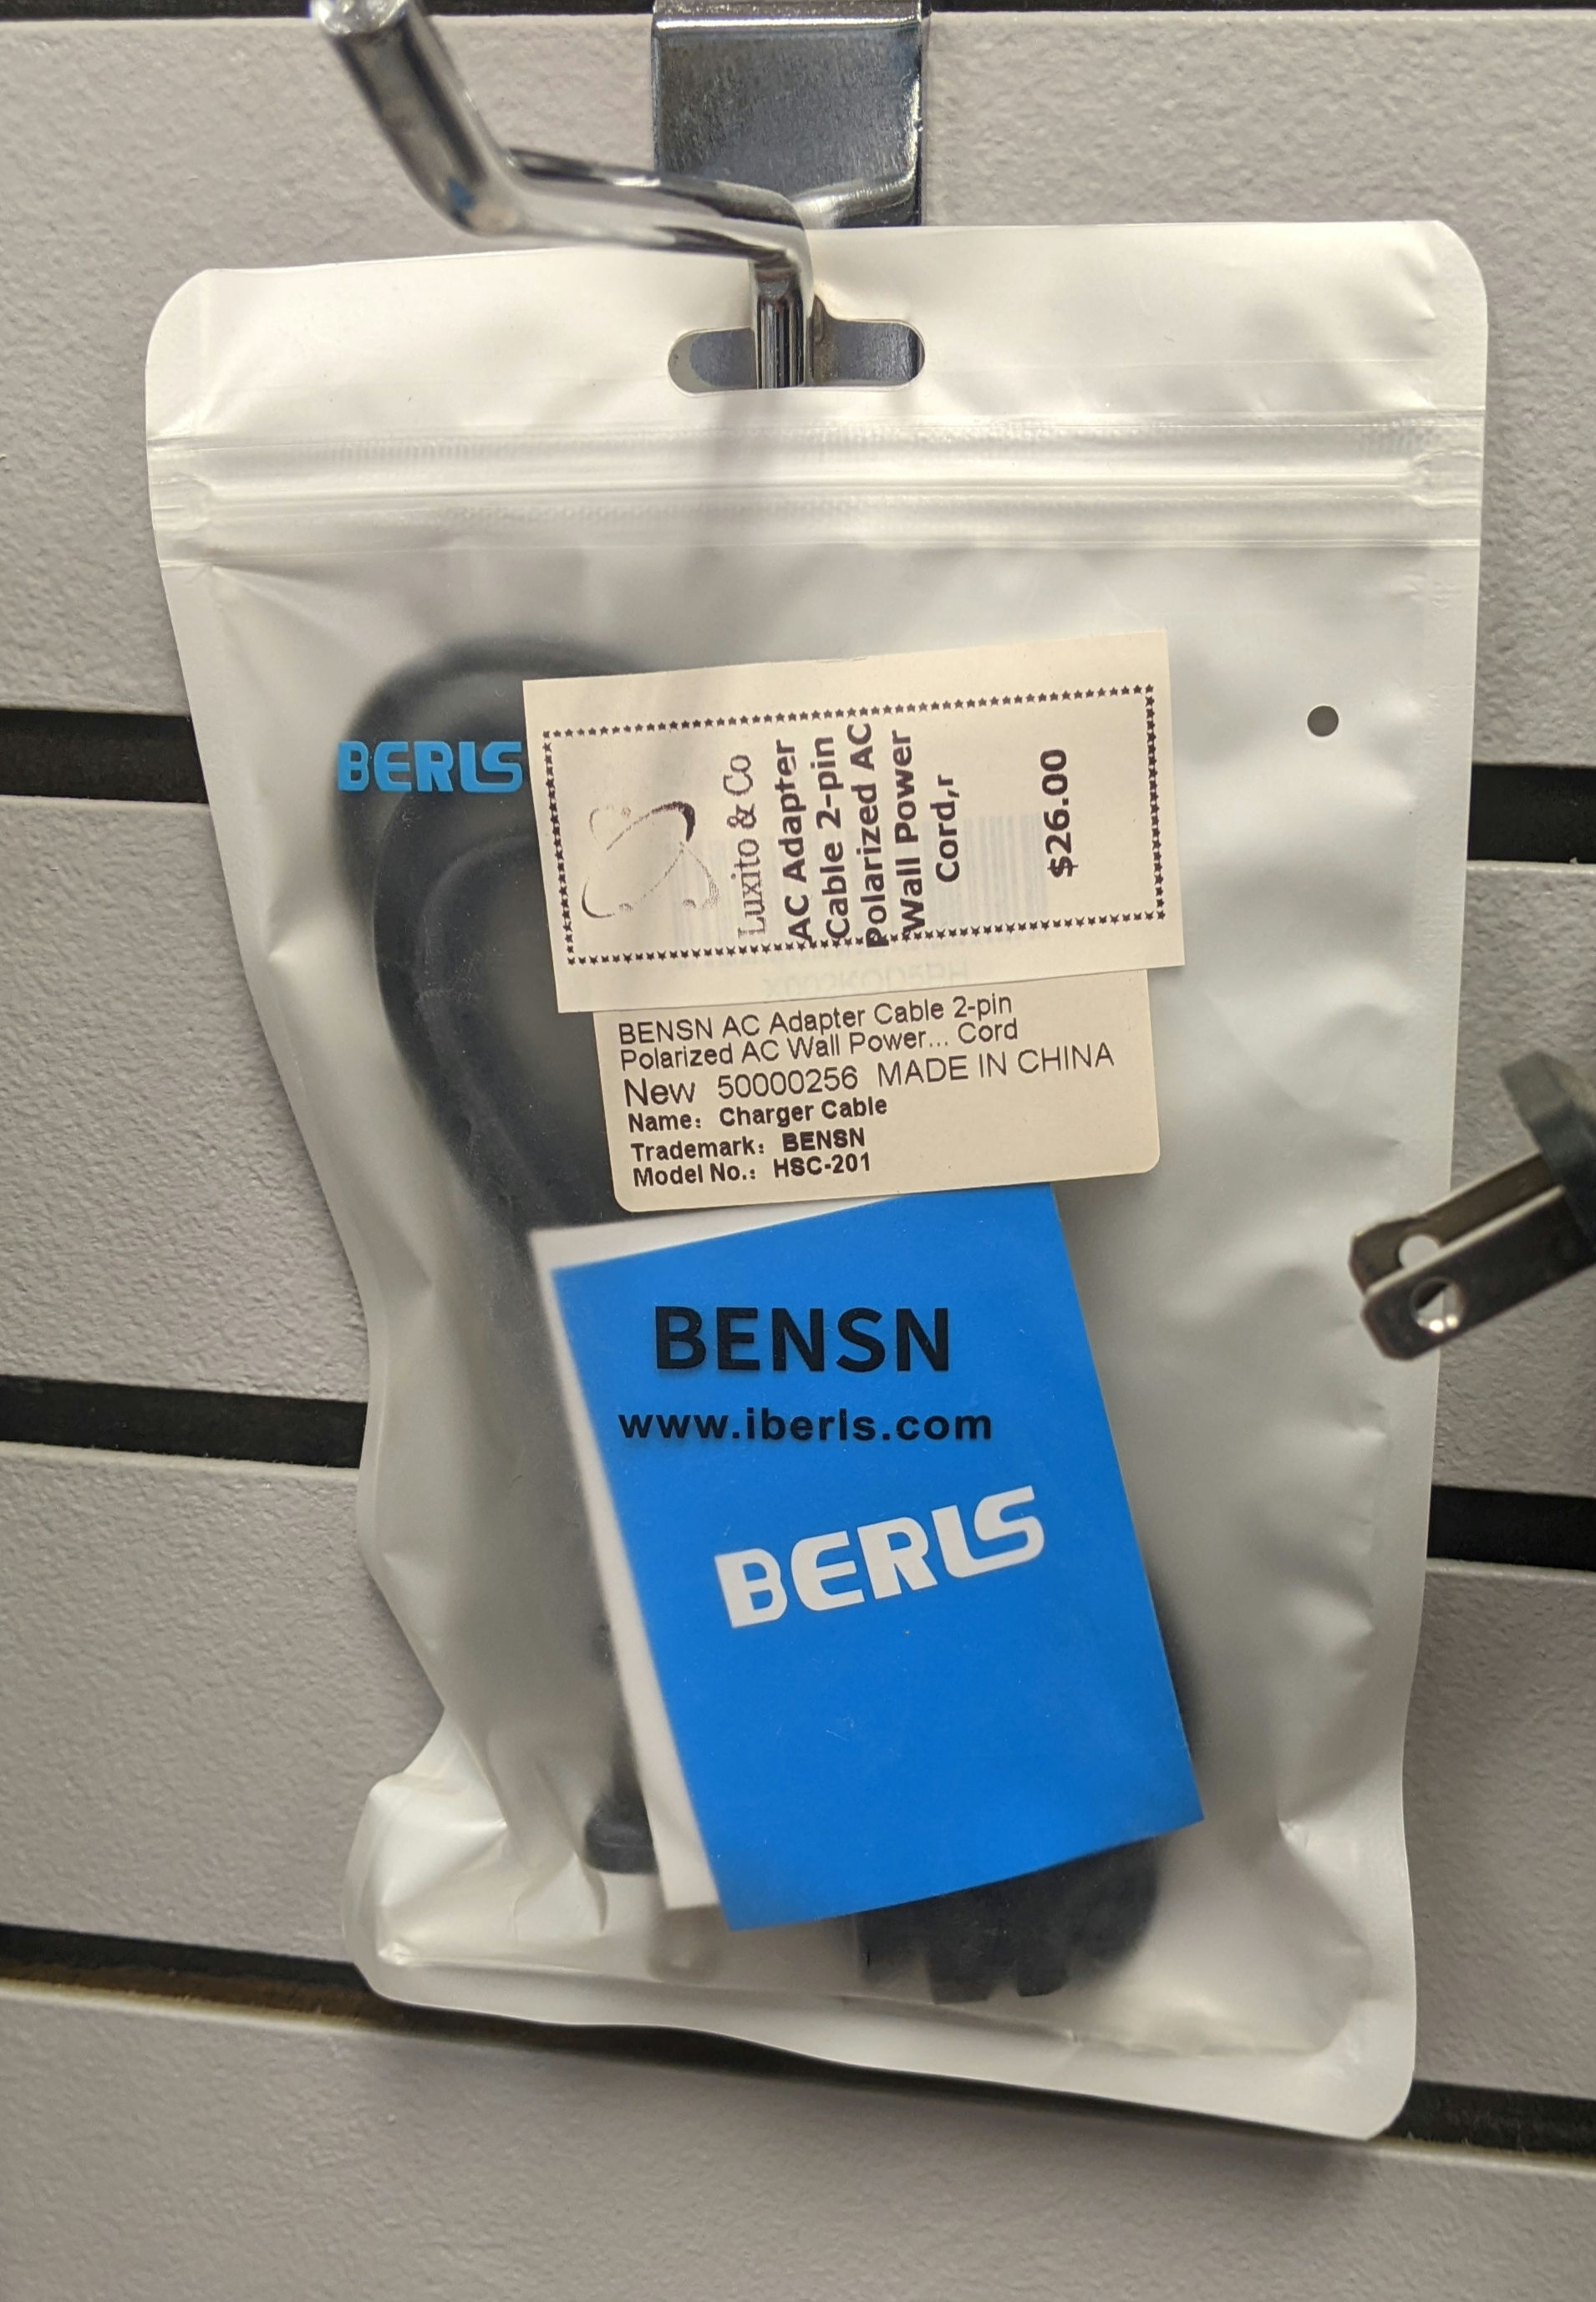 BERLS
Luxito & Co
AC Adapter
Cable 2-pin
Polarized AC
Wall Power
Cord,r
$26.00
BENSN AC Adapter Cable 2-pin
Polarized AC Wall Power... Cord
New 50000256 MADE IN CHINA
Name: Charger Cable
Trademark: BENSN
Model No.: HSC-201
BENSN
www.iberls.com
BERLS